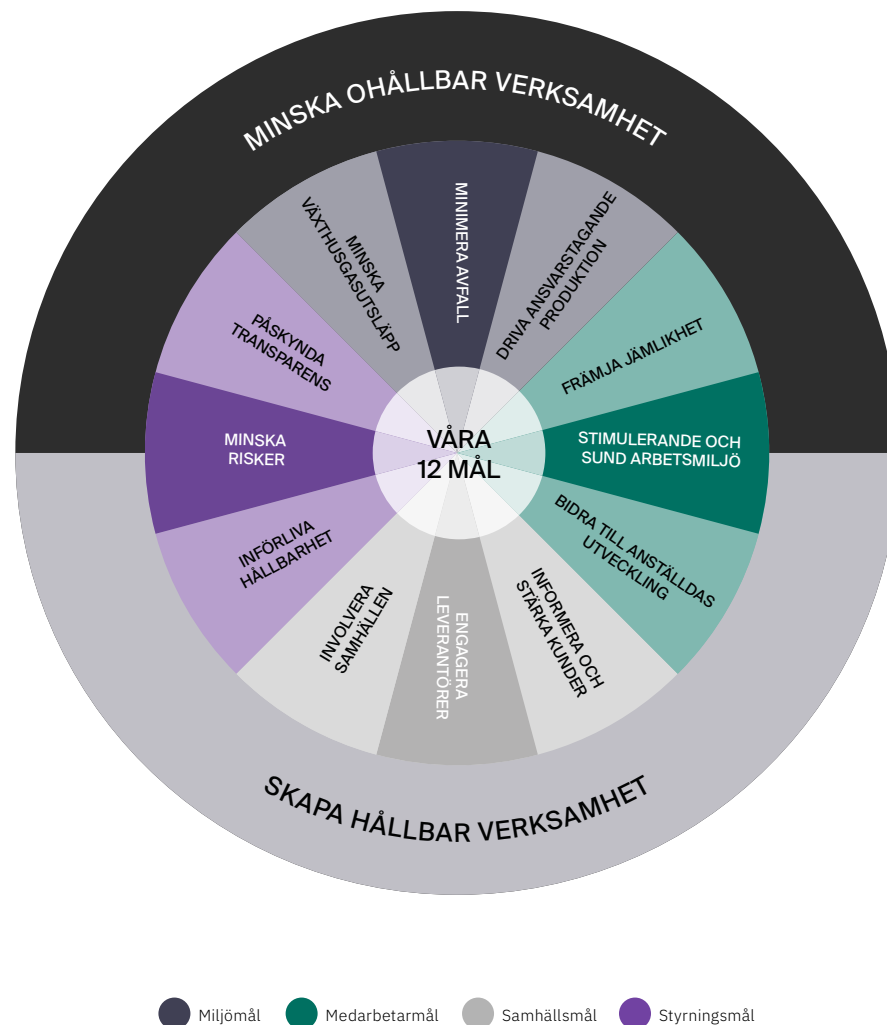 MINSKA OHÅLLBAR VERKSAMHET
MINIMERA AVFALL
DRIVA ANSVARSTAGANDE
PRODUKTION
FRÄMJA JÄMLIKHET
STIMULERANDE OCH
SUND ARBETSMILJÖ
BIDRA TILL ANSTÄLLDAS
UTVECKLING
INFORMERA OCH
STÄRKA KUNDER
ENGAGERA
LEVERANTÖRER
INVOLVERA
SAMHÄLLEN
INFÖRLIVA
HÅLLBARHET
MINSKA
RISKER
PÅSKYNDA
TRANSPARENS
MINSKA
VÄXTHUSGASUTSLÄPP
VÅRA
12 MÅL
SKAPA HÅLLBAR VERKSAMHET
Miljömål
Medarbetarmål
Samhällsmål
Styrningsmål